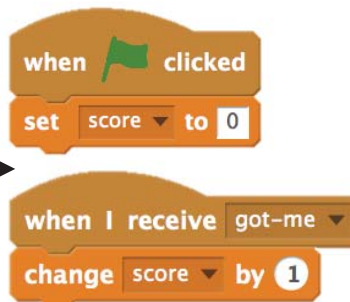 when clicked
set score to 0
when I receive got-me
change score by 1